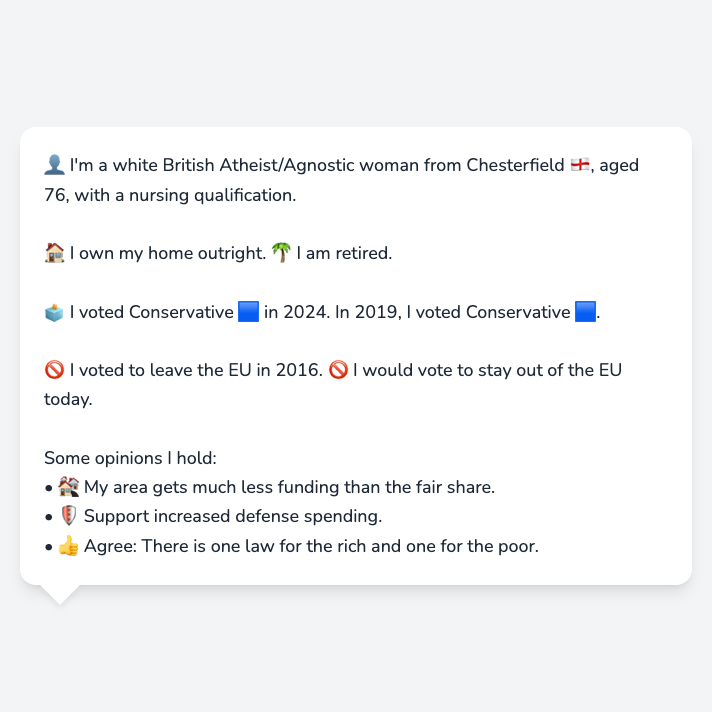 👤 I'm a white British Atheist/Agnostic woman from Chesterfield 🏴󠁧󠁢󠁥󠁮󠁧󠁿, aged
76, with a nursing qualification.
🏠 I own my home outright. 🌴 I am retired.
🗳️ I voted Conservative 🟦 in 2024. In 2019, I voted Conservative 🟦.
🚫 I voted to leave the EU in 2016. 🚫 I would vote to stay out of the EU
today.
Some opinions I hold:
• 🏚️ My area gets much less funding than the fair share.
• 🛡️ Support increased defense spending.
• 👍 Agree: There is one law for the rich and one for the poor.